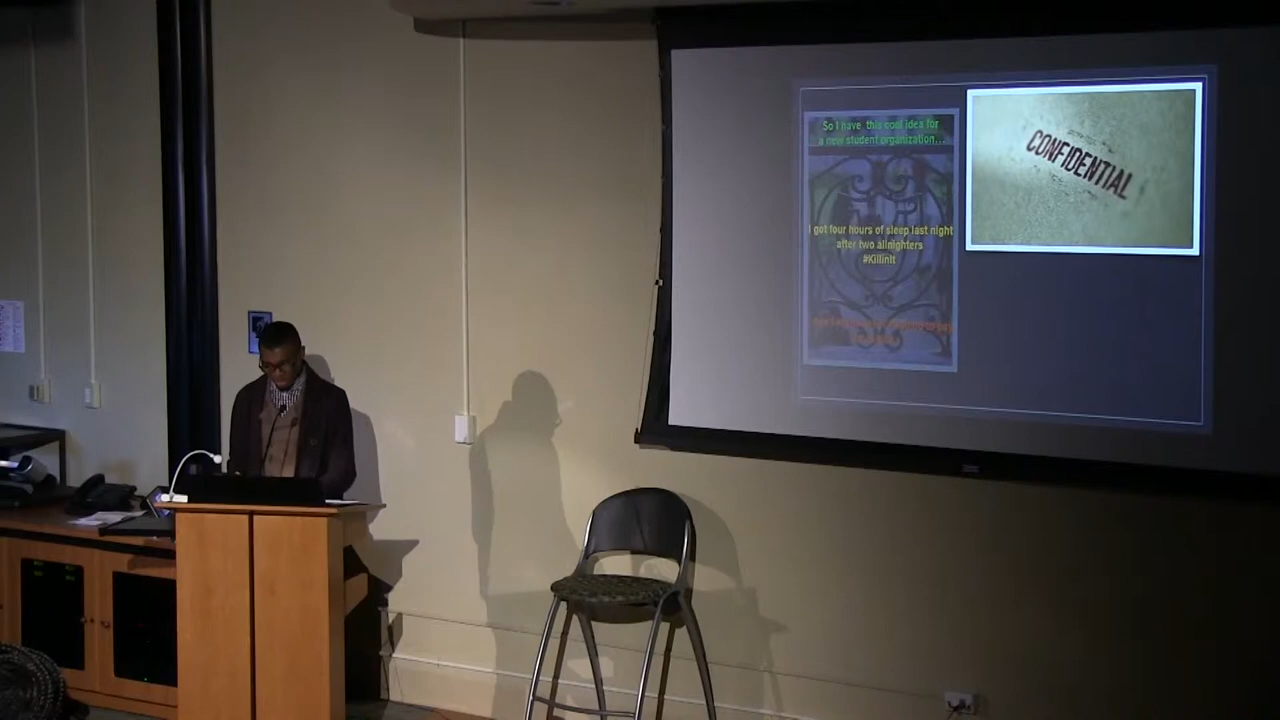 So I have this cool idea for
a new student organization...
I got four hours of sleep last night
after two allnighters
#KillinIt
CONFIDENTIAL